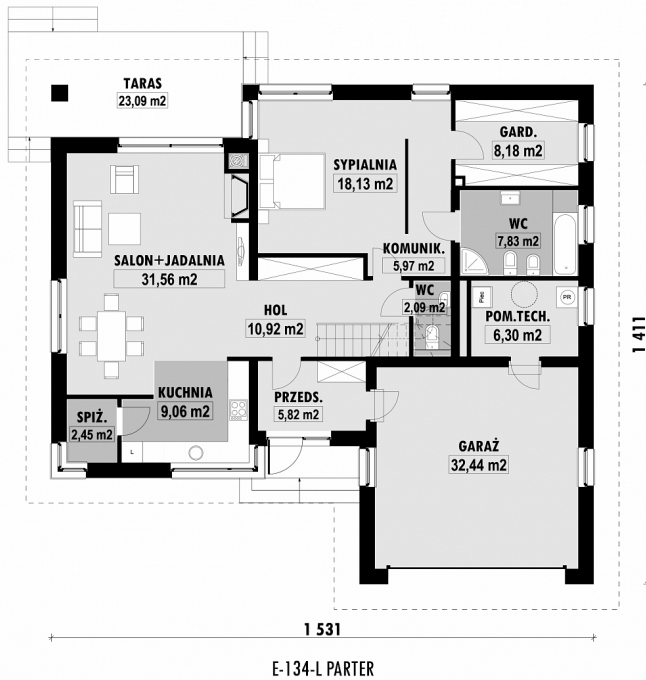 TARAS
23,09 m2
GARD.
8,18 m2
SYPIALNIA
18,13 m2
WC
7,83 m2
SALON+JADALNIA
31,56 m2
KOMUNIK.
5,97 m2
WC
2,09 m2
Piec
PR
HOL
10,92 m2
POM.TECH.
6,30 m2
1 411
KUCHNIA
9,06 m2
PRZEDS.
5,82 m2
SPIŻ.
2,45 m2
L
GARAŻ
32,44 m2
1 531
E-134-L PARTER